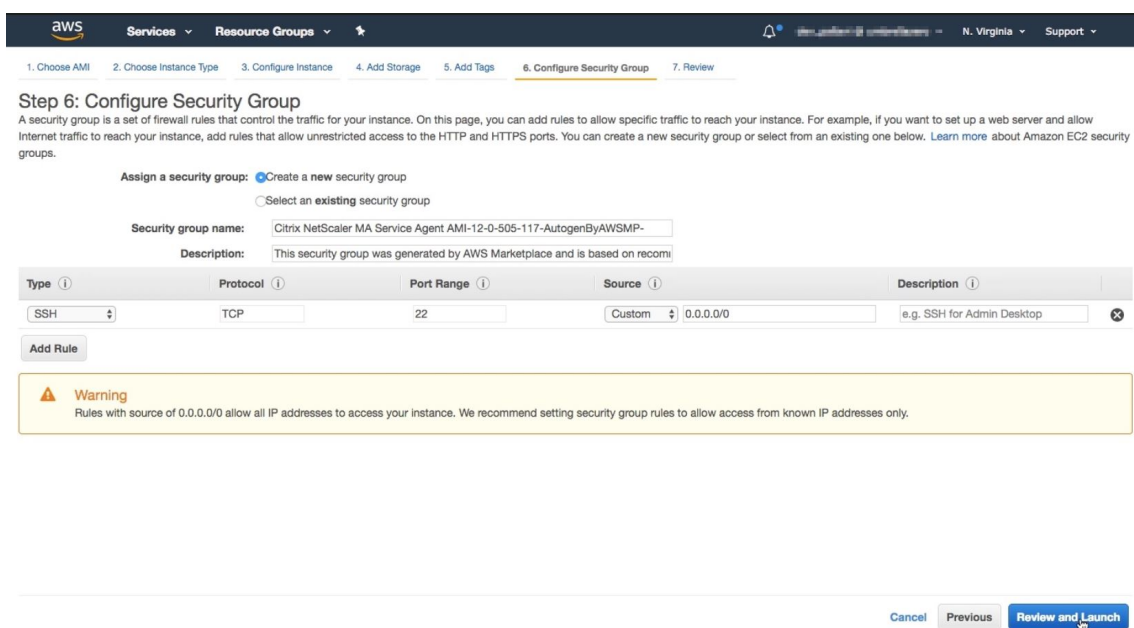 aws Services Resource Groups N. Virginia Support
1. Choose AMI 2. Choose Instance Type 3. Configure Instance 4. Add Storage 5. Add Tags 6. Configure Security Group 7. Review
Step 6: Configure Security Group
A security group is a set of firewall rules that control the traffic for your instance. On this page, you can add rules to allow specific traffic to reach your instance. For example, if you want to set up a web server and allow
Internet traffic to reach your instance, add rules that allow unrestricted access to the HTTP and HTTPS ports. You can create a new security group or select from an existing one below. Learn more about Amazon EC2 security
groups.
Assign a security group: Create a new security group
Select an existing security group
Security group name: Citrix NetScaler MA Service Agent AMI-12-0-505-117-AutogenByAWSMP-
Description: This security group was generated by AWS Marketplace and is based on recom
Type Protocol Port Range Source Description
SSH TCP 22 Custom 0.0.0.0/0 e.g. SSH for Admin Desktop
Add Rule
Warning
Rules with source of 0.0.0.0/0 allow all IP addresses to access your instance. We recommend setting security group rules to allow access from known IP addresses only.
Cancel Previous Review and Launch